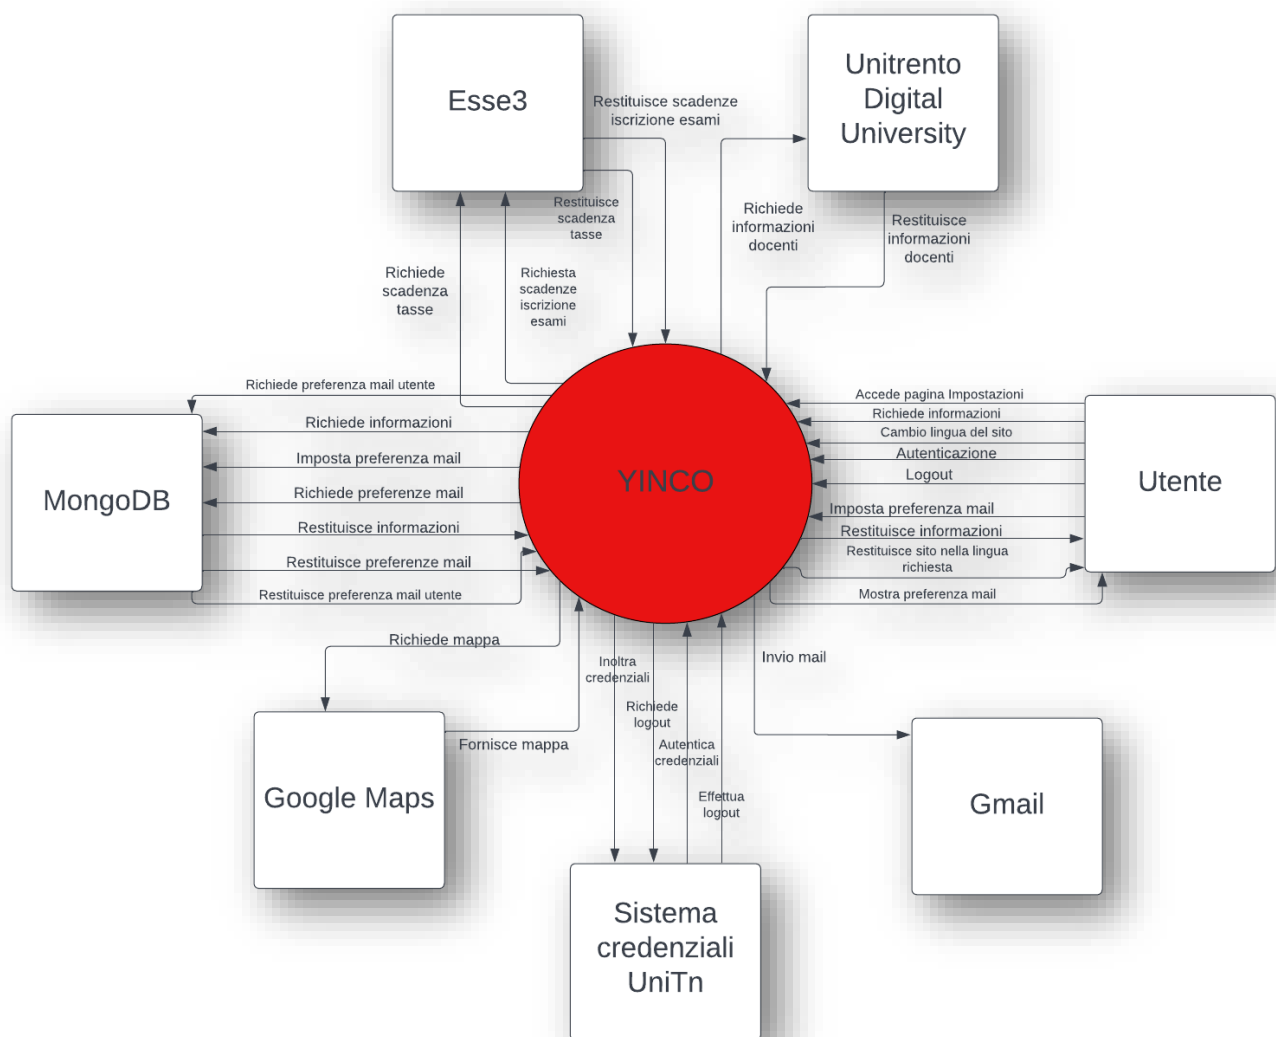 Esse3
Unitrento
Digital
University
Restituisce scadenze
iscrizione esami
Restituisce
scadenza
tasse
Richiede
informazioni
docenti
Restituisce
informazioni
docenti
Richiede
scadenza
tasse
Richiesta
scadenze
iscrizione
esami
Richiede preferenza mail utente
Richiede informazioni
Imposta preferenza mail
Richiede preferenze mail
Restituisce informazioni
Restituisce preferenze mail
Restituisce preferenza mail utente
MongoDB
YINCO
Accede pagina Impostazioni
Richiede informazioni
Cambio lingua del sito
Autenticazione
Logout
Imposta preferenza mail
Restituisce informazioni
Restituisce sito nella lingua
richiesta
Mostra preferenza mail
Utente
Richiede mappa
Fornisce mappa
Google Maps
Inoltra
credenziali
Richiede
logout
Autentica
credenziali
Effettua
logout
Invio mail
Gmail
Sistema
credenziali
UniTn